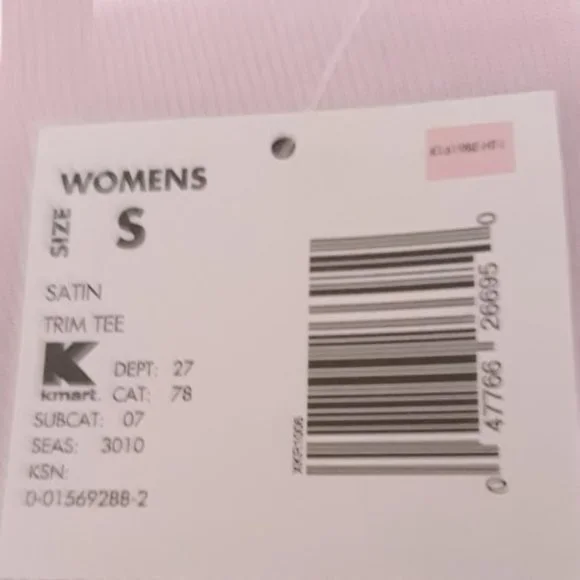 WOMENS
SIZE S
SATIN
TRIM TEE
K
kmart.
DEPT: 27
CAT: 78
SUBCAT: 07
SEAS: 3010
KSN:
0-01569288-2
0 47766 26695 0